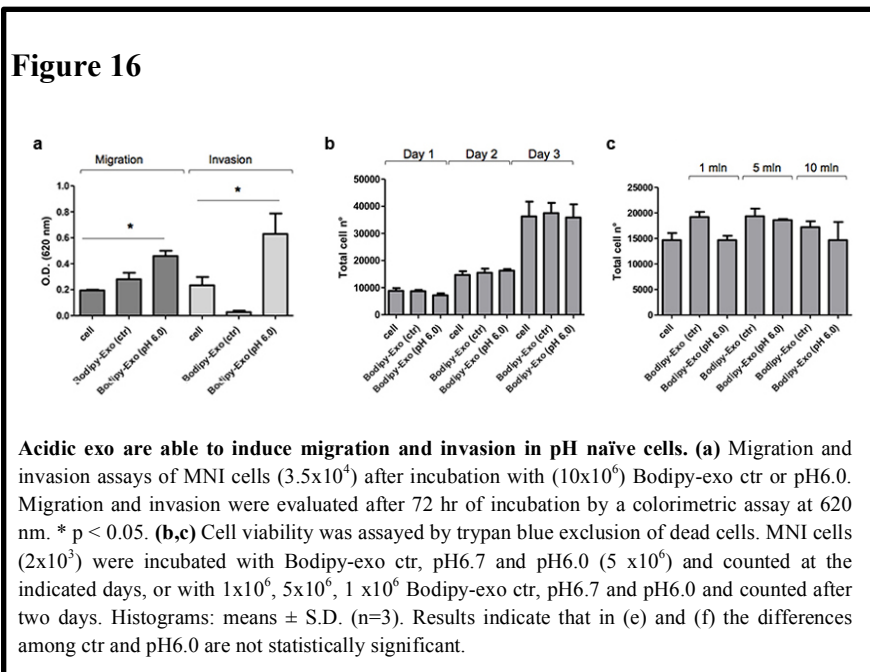 Figure 16
a
Migration Invasion
O.D. (620 nm)
1.0
0.8
0.6
0.4
0.2
0.0
* *
cell
Bodipy-Exo (ctr)
Bodipy-Exo (pH 6.0)
cell
Bodipy-Exo (ctr)
Bodipy-Exo (pH 6.0)
b
Day 1 Day 2 Day 3
Total cell n°
50000
40000
30000
20000
10000
0
cell
Bodipy-Exo (ctr)
Bodipy-Exo (pH 6.0)
cell
Bodipy-Exo (ctr)
Bodipy-Exo (pH 6.0)
cell
Bodipy-Exo (ctr)
Bodipy-Exo (pH 6.0)
c
1 mln 5 mln 10 mln
Total cell n°
25000
20000
15000
10000
5000
0
cell
Bodipy-Exo (ctr)
Bodipy-Exo (pH 6.0)
Bodipy-Exo (ctr)
Bodipy-Exo (pH 6.0)
Bodipy-Exo (ctr)
Bodipy-Exo (pH 6.0)
Acidic exo are able to induce migration and invasion in pH naïve cells. (a) Migration and
invasion assays of MNI cells (3.5x10⁴) after incubation with (10x10⁶) Bodipy-exo ctr or pH6.0.
Migration and invasion were evaluated after 72 hr of incubation by a colorimetric assay at 620
nm. * p < 0.05. (b,c) Cell viability was assayed by trypan blue exclusion of dead cells. MNI cells
(2x10³) were incubated with Bodipy-exo ctr, pH6.7 and pH6.0 (5 x10⁶) and counted at the
indicated days, or with 1x10⁶, 5x10⁶, 1 x10⁶ Bodipy-exo ctr, pH6.7 and pH6.0 and counted after
two days. Histograms: means ± S.D. (n=3). Results indicate that in (e) and (f) the differences
among ctr and pH6.0 are not statistically significant.